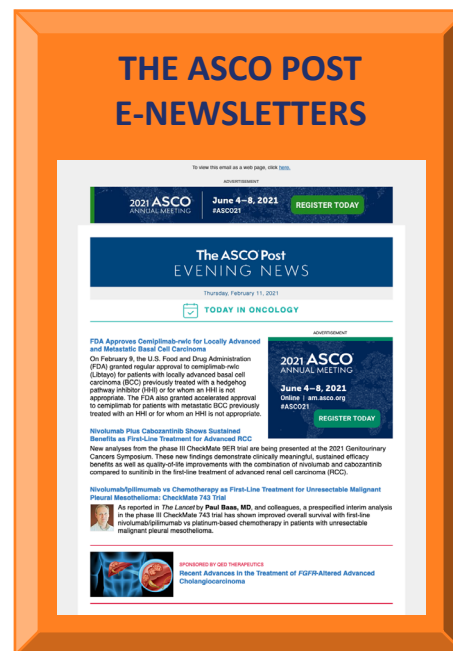 THE ASCO POST
E-NEWSLETTERS
To view this email as a web page, click here.
ADVERTISEMENT
2021 ASCO
ANNUAL MEETING
June 4–8, 2021
#ASCO21
REGISTER TODAY
The ASCO Post
EVENING NEWS
Thursday, February 11, 2021
TODAY IN ONCOLOGY
FDA Approves Cemiplimab-rwlc for Locally Advanced
and Metastatic Basal Cell Carcinoma
On February 9, the U.S. Food and Drug Administration
(FDA) granted regular approval to cemiplimab-rwlc
(Libtayo) for patients with locally advanced basal cell
carcinoma (BCC) previously treated with a hedgehog
pathway inhibitor (HHI) or for whom an HHI is not
appropriate. The FDA also granted accelerated approval
to cemiplimab for patients with metastatic BCC previously
treated with an HHI or for whom an HHI is not appropriate.
ADVERTISEMENT
2021 ASCO
ANNUAL MEETING
June 4–8, 2021
Online | am.asco.org
#ASCO21
REGISTER TODAY
Nivolumab Plus Cabozantinib Shows Sustained
Benefits as First-Line Treatment for Advanced RCC
New analyses from the phase III CheckMate 9ER trial are being presented at the 2021 Genitourinary
Cancers Symposium. These new findings demonstrate clinically meaningful, sustained efficacy
benefits as well as quality-of-life improvements with the combination of nivolumab and cabozantinib
compared to sunitinib in the first-line treatment of advanced renal cell carcinoma (RCC).
Nivolumab/Ipilimumab vs Chemotherapy as First-Line Treatment for Unresectable Malignant
Pleural Mesothelioma: CheckMate 743 Trial
As reported in The Lancet by Paul Baas, MD, and colleagues, a prespecified interim analysis
in the phase III CheckMate 743 trial has shown improved overall survival with first-line
nivolumab/ipilimumab vs platinum-based chemotherapy in patients with unresectable
malignant pleural mesothelioma.
SPONSORED BY QED THERAPEUTICS
Recent Advances in the Treatment of FGFR-Altered Advanced
Cholangiocarcinoma